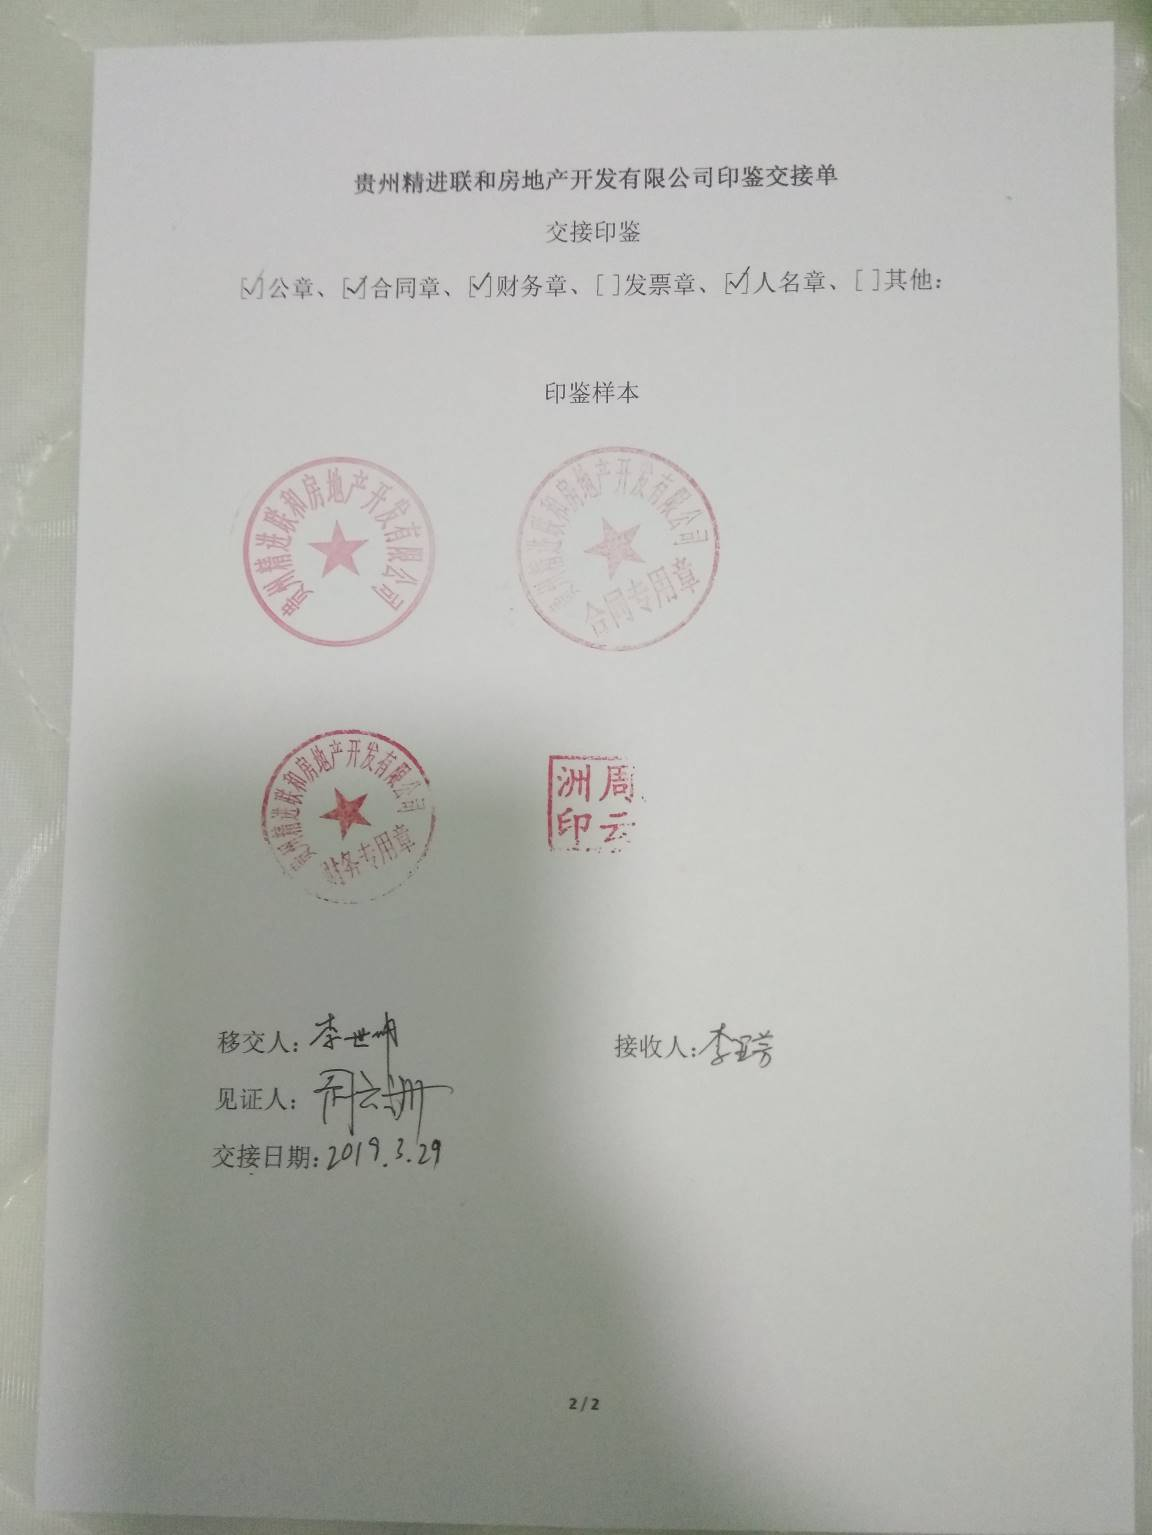 贵州精进联和房地产开发有限公司印鉴交接单
交接印鉴
[✓]公章、[✓]合同章、[✓]财务章、[ ]发票章、[✓]人名章、[ ]其他:
印鉴样本
贵州精进联和房地产开发有限公司
贵州精进联和房地产开发有限公司
合同专用章
贵州精进联和房地产开发有限公司
财务专用章
周云洲印
移交人: 李世明
接收人: 李亚芳
见证人: 周云洲
交接日期: 2019.3.29
2 / 2